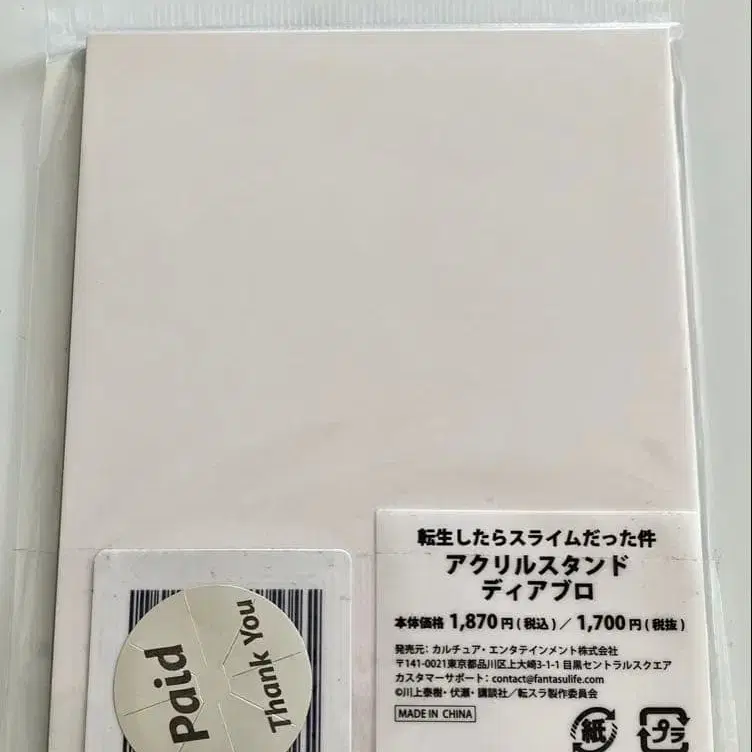 転生したらスライムだった件
アクリルスタンド
ディアブロ
本体価格 1,870円(税込)／1,700円(税抜)
発売元：カルチュア・エンタテインメント株式会社
〒141-0021東京都品川区上大崎3-1-1 目黒セントラルスクエア
カスタマーサポート：contact@fantasulife.com
©川上泰樹・伏瀬・講談社／転スラ製作委員会
MADE IN CHINA
紙
プラ
Paid
Thank You